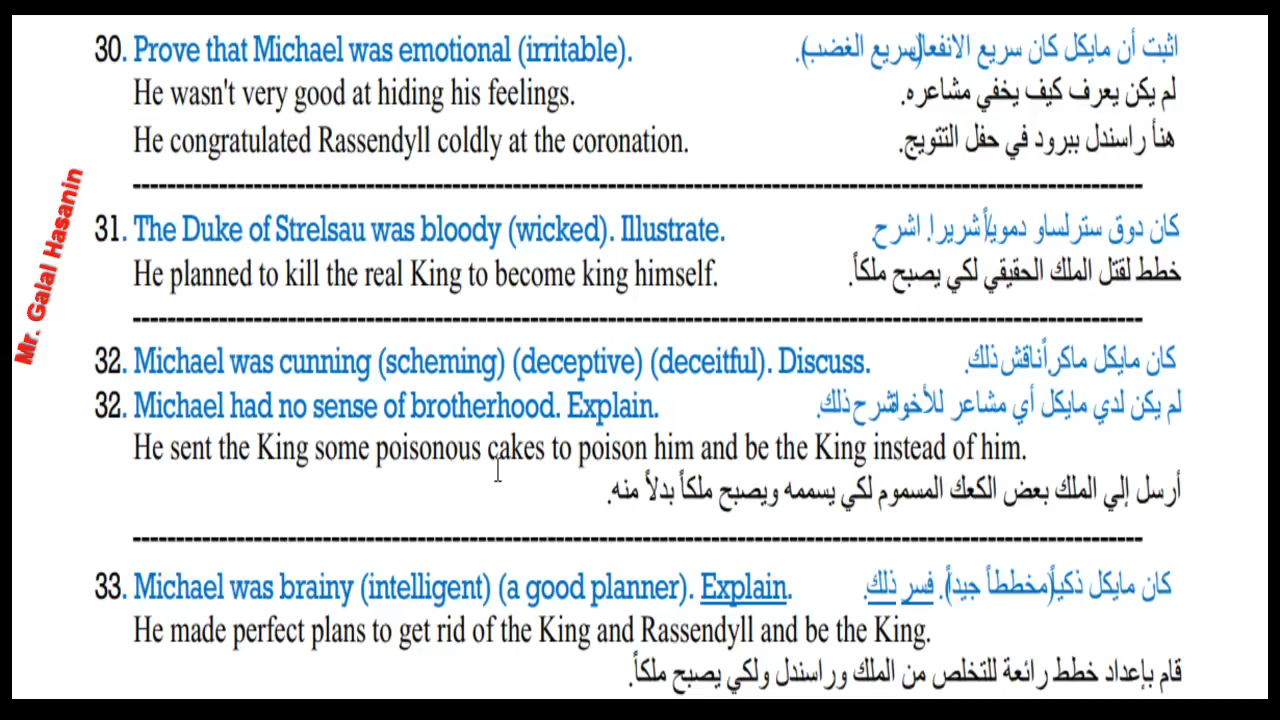 30. Prove that Michael was emotional (irritable). اثبت أن مايكل كان سريع الانفعال(سريع الغضب).
He wasn't very good at hiding his feelings. لم يكن يعرف كيف يخفي مشاعره.
He congratulated Rassendyll coldly at the coronation. هنأ راسندل ببرود في حفل التتويج.
31. The Duke of Strelsau was bloody (wicked). Illustrate. كان دوق سترلساو دموياً/شريرا. اشرح.
He planned to kill the real King to become king himself. خطط لقتل الملك الحقيقي لكي يصبح ملكاً.
32. Michael was cunning (scheming) (deceptive) (deceitful). Discuss. كان مايكل ماكراً ناقش ذلك.
32. Michael had no sense of brotherhood. Explain. لم يكن لدي مايكل أي مشاعر للأخوة اشرح ذلك.
He sent the King some poisonous cakes to poison him and be the King instead of him.
أرسل إلي الملك بعض الكعك المسموم لكي يسممه ويصبح ملكاً بدلاً منه.
33. Michael was brainy (intelligent) (a good planner). Explain. كان مايكل ذكياً(مخططاً جيداً). فسر ذلك.
He made perfect plans to get rid of the King and Rassendyll and be the King.
قام بإعداد خطط رائعة للتخلص من الملك وراسندل ولكي يصبح ملكاً.
Mr. Galal Hasanin